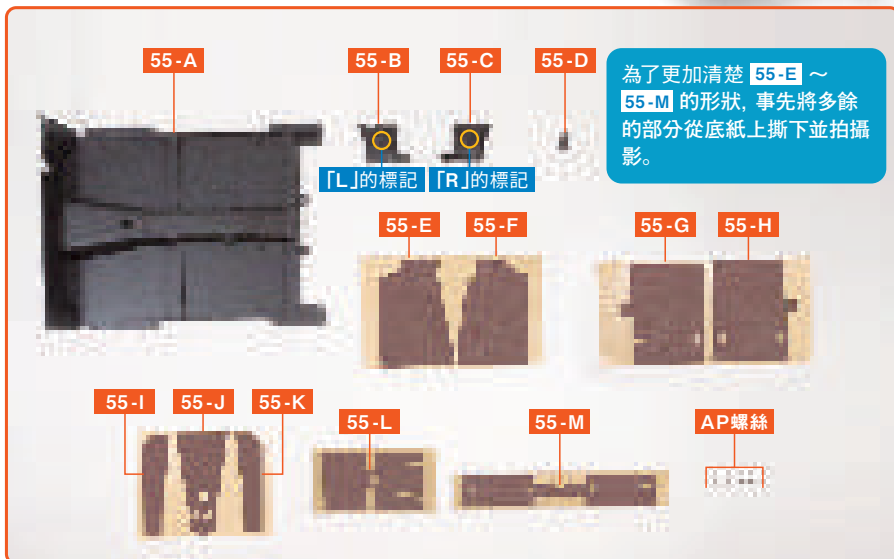 55-A
55-B
55-C
55-D
為了更加清楚 55-E ～
55-M 的形狀, 事先將多餘
的部分從底紙上撕下並拍攝
影。
「L」的標記
「R」的標記
55-E
55-F
55-G
55-H
55-I
55-J
55-K
55-L
55-M
AP螺絲